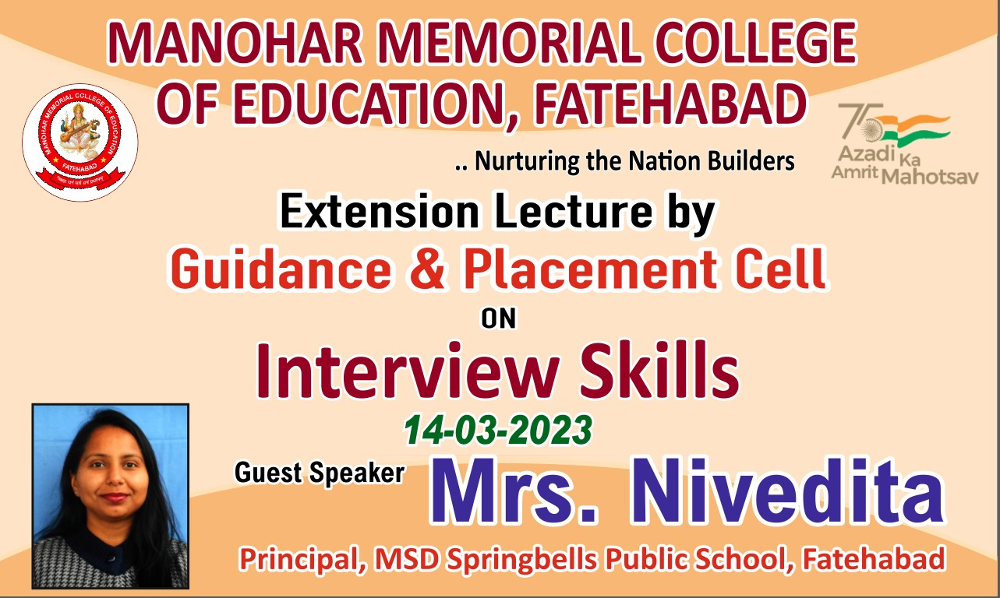 MANOHAR MEMORIAL COLLEGE
OF EDUCATION, FATEHABAD
MANOHAR MEMORIAL COLLEGE OF EDUCATION
FATEHABAD
75
Azadi Ka
Amrit Mahotsav
.. Nurturing the Nation Builders
Extension Lecture by
Guidance & Placement Cell
ON
Interview Skills
14-03-2023
Guest Speaker Mrs. Nivedita
Principal, MSD Springbells Public School, Fatehabad